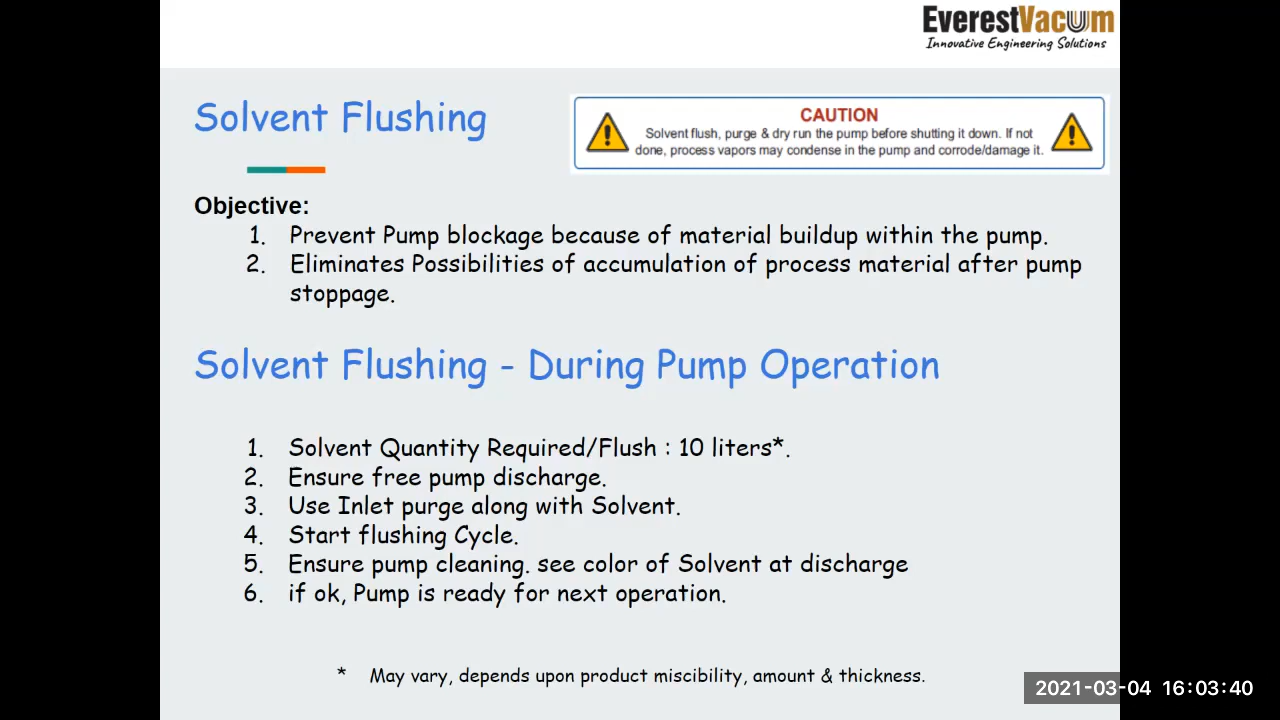 EverestVacuum
Innovative Engineering Solutions
Solvent Flushing
CAUTION
Solvent flush, purge & dry run the pump before shutting it down. If not
done, process vapors may condense in the pump and corrode/damage it.
Objective:
1. Prevent Pump blockage because of material buildup within the pump.
2. Eliminates Possibilities of accumulation of process material after pump
stoppage.
Solvent Flushing - During Pump Operation
1. Solvent Quantity Required/Flush : 10 liters*.
2. Ensure free pump discharge.
3. Use Inlet purge along with Solvent.
4. Start flushing Cycle.
5. Ensure pump cleaning. see color of Solvent at discharge
6. if ok, Pump is ready for next operation.
* May vary, depends upon product miscibility, amount & thickness.
2021-03-04 16:03:40